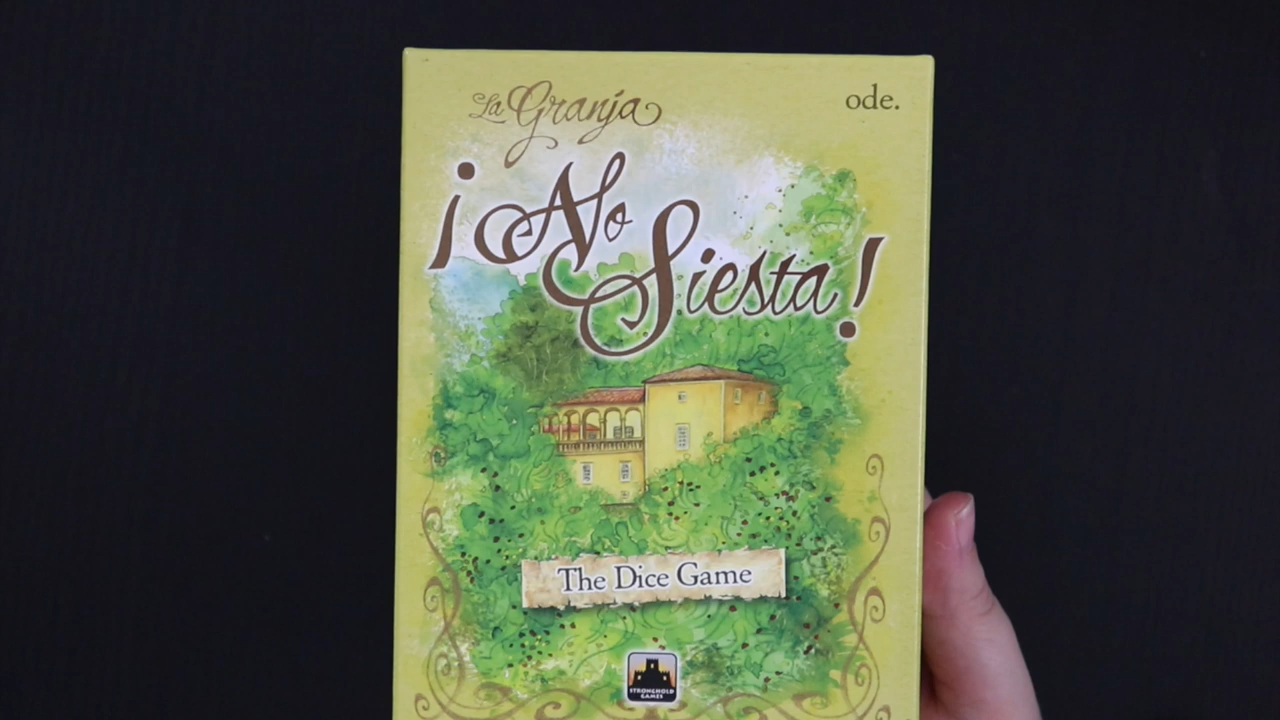 La Granja
ode.
¡No
Siesta!
The Dice Game
STRONGHOLD
GAMES